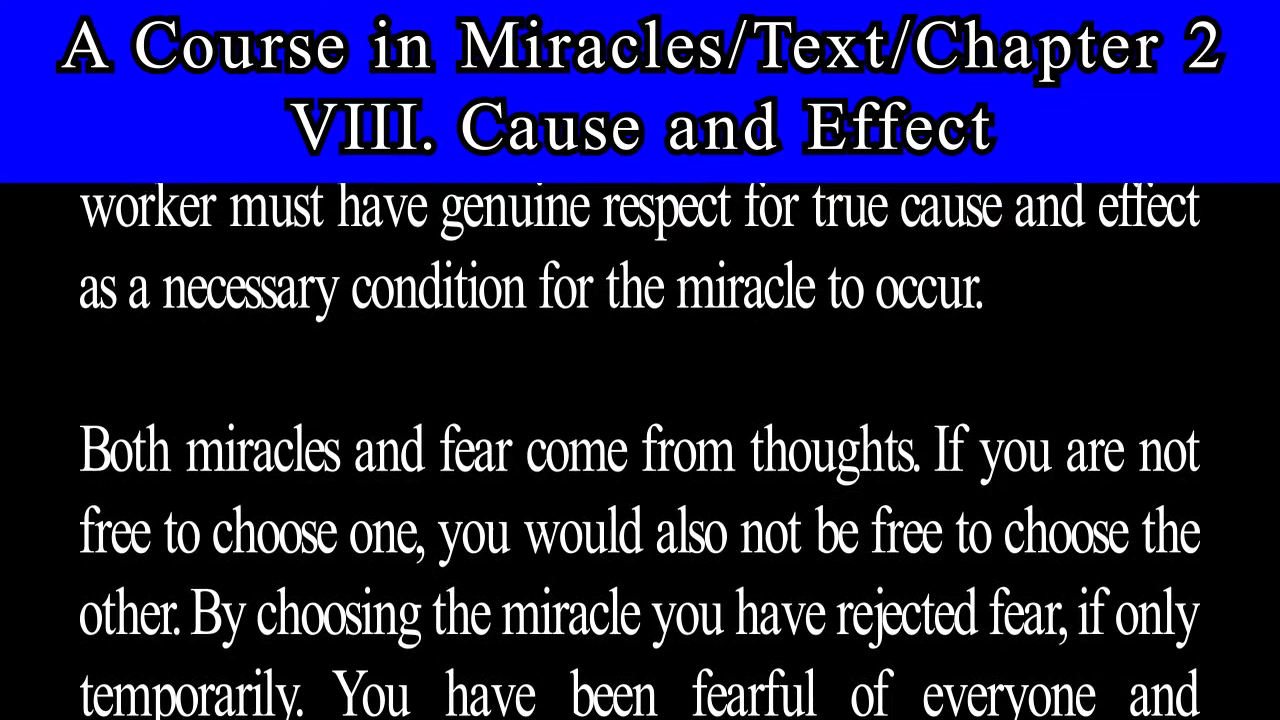 A Course in Miracles/Text/Chapter 2
VIII. Cause and Effect
worker must have genuine respect for true cause and effect
as a necessary condition for the miracle to occur.
Both miracles and fear come from thoughts. If you are not
free to choose one, you would also not be free to choose the
other. By choosing the miracle you have rejected fear, if only
temporarily. You have been fearful of everyone and